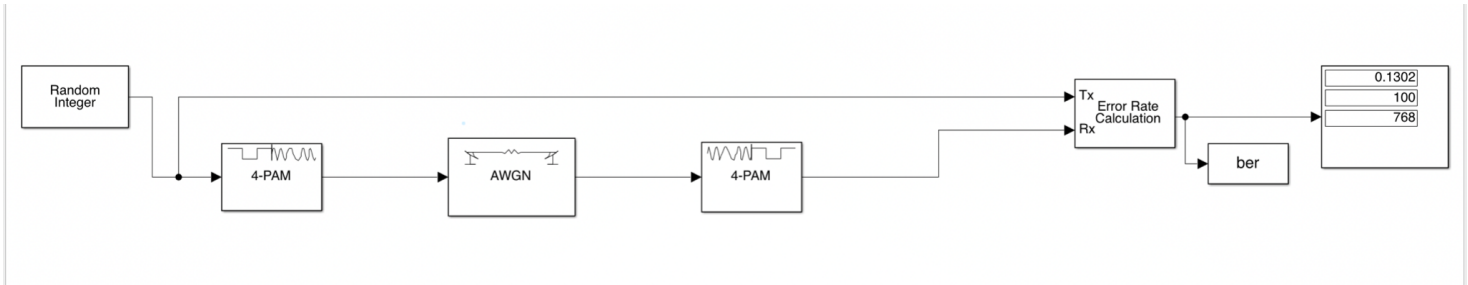 Random
Integer
4-PAM
AWGN
4-PAM
Tx
Rx
Error Rate
Calculation
ber
0.1302
100
768